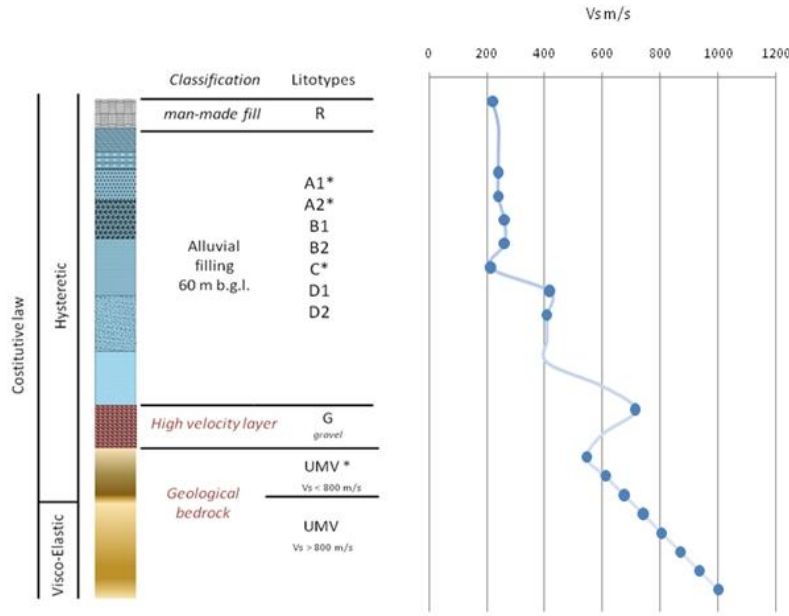 Vs m/s
0 200 400 600 800 1000 1200
Classification Litotypes
man-made fill R
A1*
A2*
B1
B2
C*
D1
D2
Alluvial
filling
60 m b.g.l.
High velocity layer G
gravel
UMV *
Vs < 800 m/s
Geological
bedrock
UMV
Vs > 800 m/s
Costitutive law
Hysteretic
Visco-Elastic